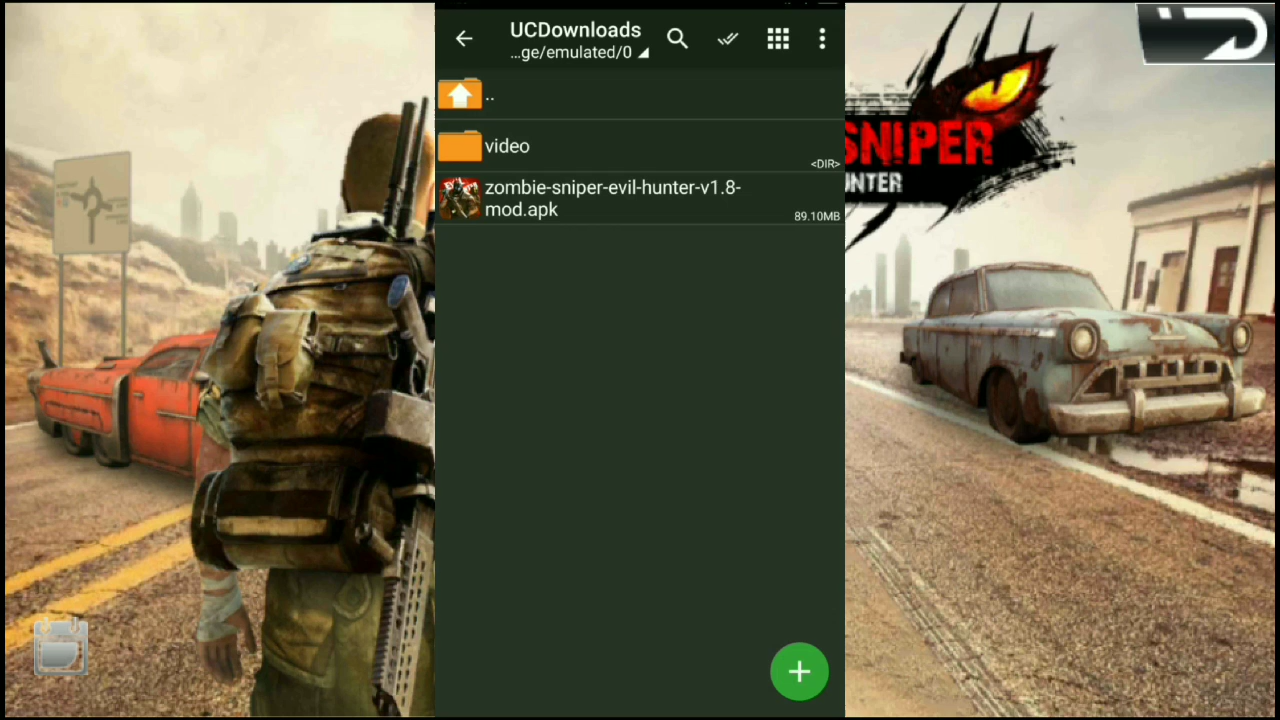 UCDownloads
...ge/emulated/0
..
video
<DIR>
zombie-sniper-evil-hunter-v1.8-
mod.apk
89.10MB
SNIPER
UNTER